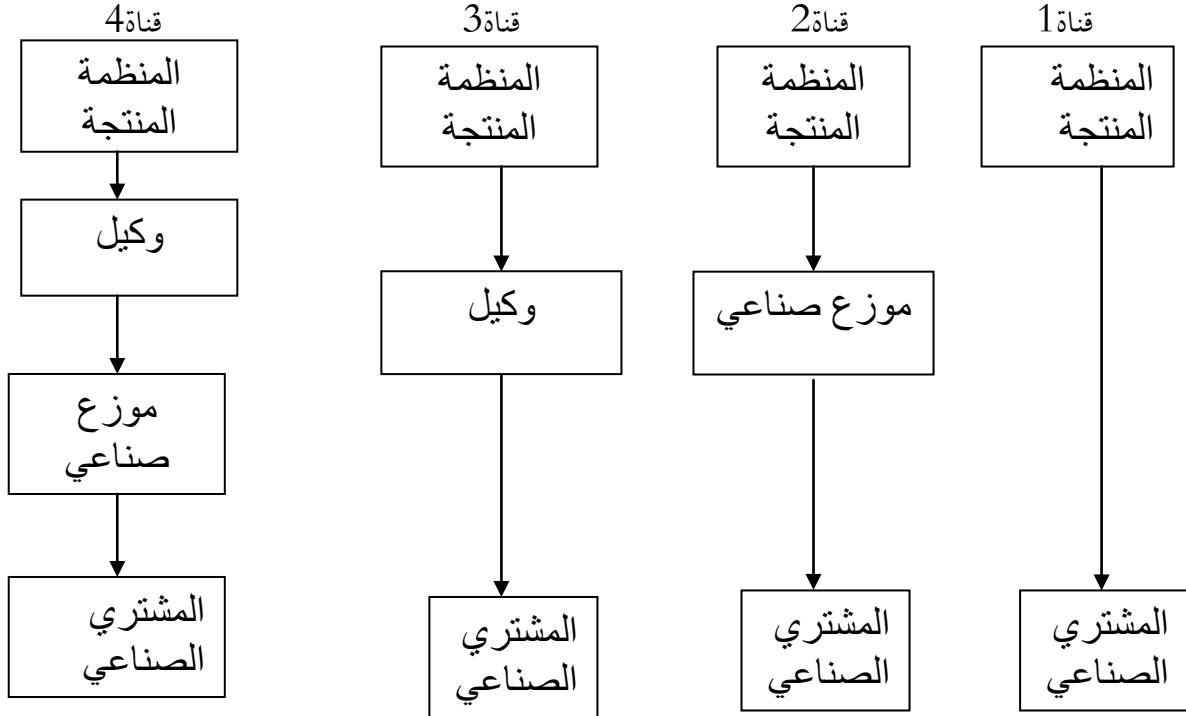 قناة1
المنظمة
المنتجة
المشتري
الصناعي
قناة2
المنظمة
المنتجة
موزع صناعي
المشتري
الصناعي
قناة3
المنظمة
المنتجة
وكيل
المشتري
الصناعي
قناة4
المنظمة
المنتجة
وكيل
موزع
صناعي
المشتري
الصناعي